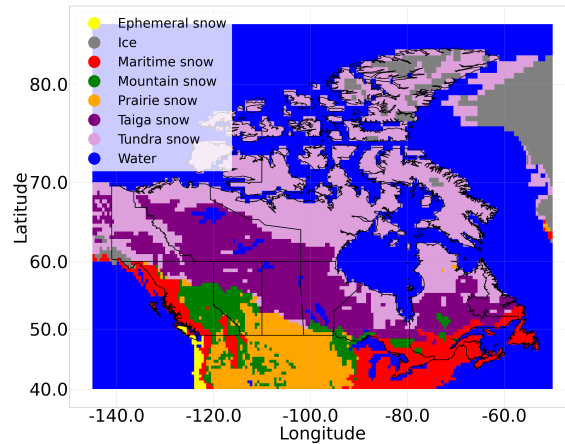 Ephemeral snow
Ice
Maritime snow
Mountain snow
Prairie snow
Taiga snow
Tundra snow
Water
80.0
70.0
60.0
50.0
40.0
Latitude
-140.0 -120.0 -100.0 -80.0 -60.0
Longitude